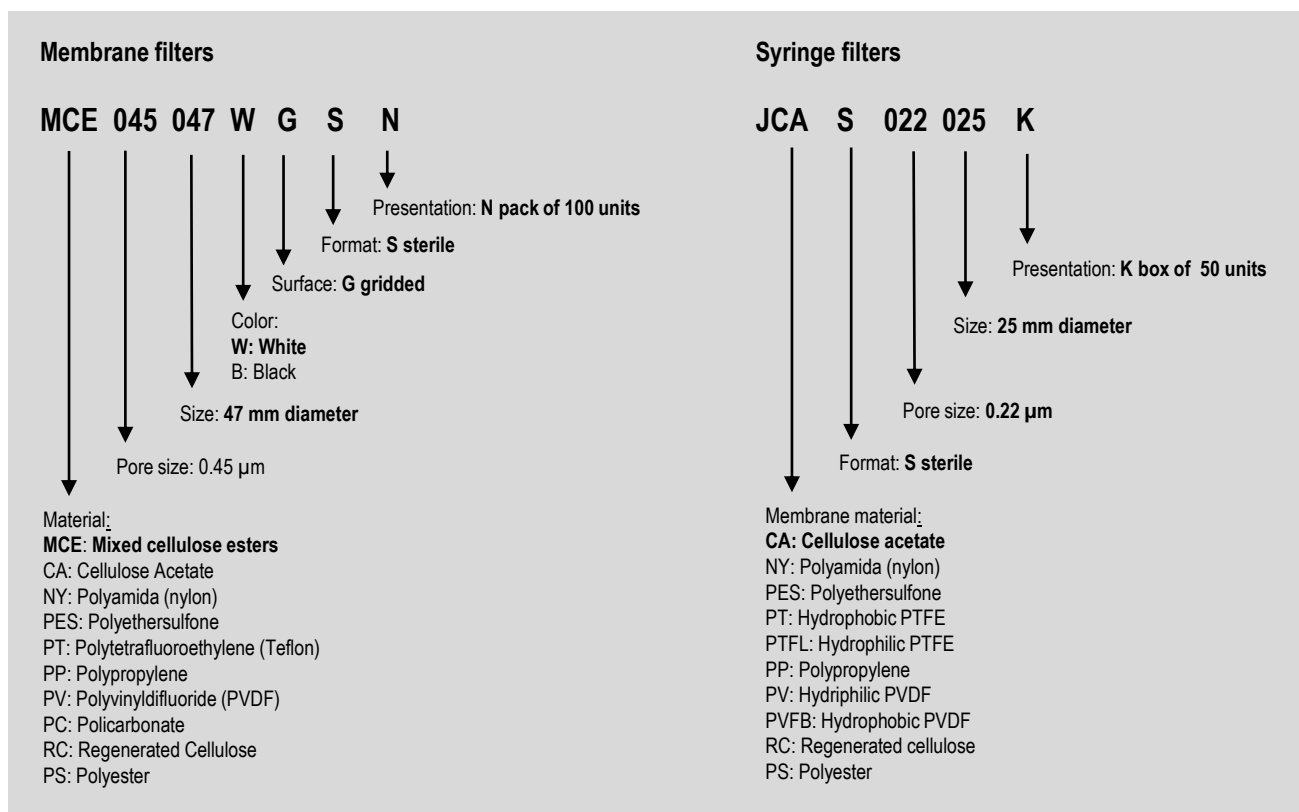 Membrane filters
MCE 045 047 W G S N
Presentation: N pack of 100 units
Format: S sterile
Surface: G gridded
Color:
W: White
B: Black
Size: 47 mm diameter
Pore size: 0.45 µm
Material:
MCE: Mixed cellulose esters
CA: Cellulose Acetate
NY: Polyamida (nylon)
PES: Polyethersulfone
PT: Polytetrafluoroethylene (Teflon)
PP: Polypropylene
PV: Polyvinyldifluoride (PVDF)
PC: Policarbonate
RC: Regenerated Cellulose
PS: Polyester
Syringe filters
JCA S 022 025 K
Presentation: K box of 50 units
Size: 25 mm diameter
Pore size: 0.22 µm
Format: S sterile
Membrane material:
CA: Cellulose acetate
NY: Polyamida (nylon)
PES: Polyethersulfone
PT: Hydrophobic PTFE
PTFL: Hydrophilic PTFE
PP: Polypropylene
PV: Hydriphilic PVDF
PVFB: Hydrophobic PVDF
RC: Regenerated cellulose
PS: Polyester